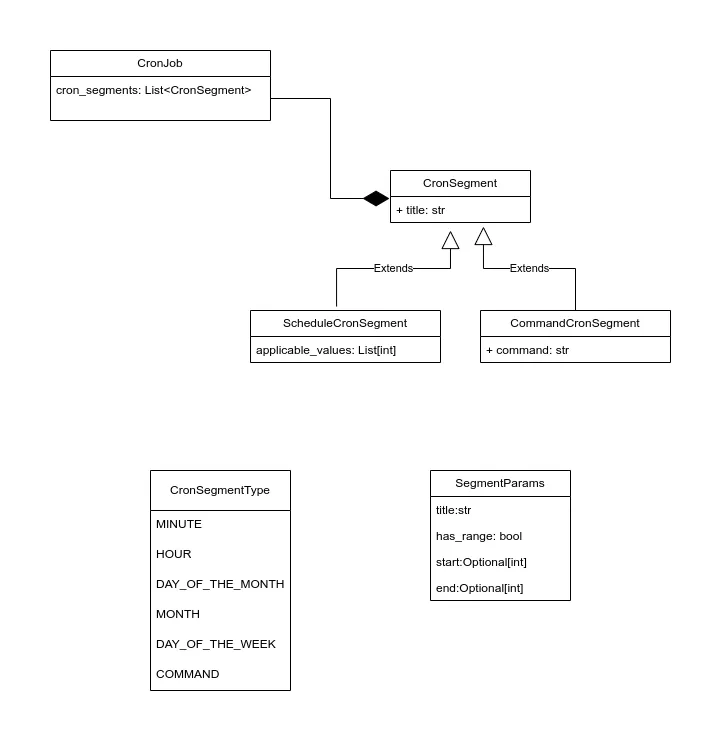 CronJob
cron_segments: List<CronSegment>
CronSegment
+ title: str
Extends
Extends
ScheduleCronSegment
applicable_values: List[int]
CommandCronSegment
+ command: str
CronSegmentType
MINUTE
HOUR
DAY_OF_THE_MONTH
MONTH
DAY_OF_THE_WEEK
COMMAND
SegmentParams
title:str
has_range: bool
start:Optional[int]
end:Optional[int]